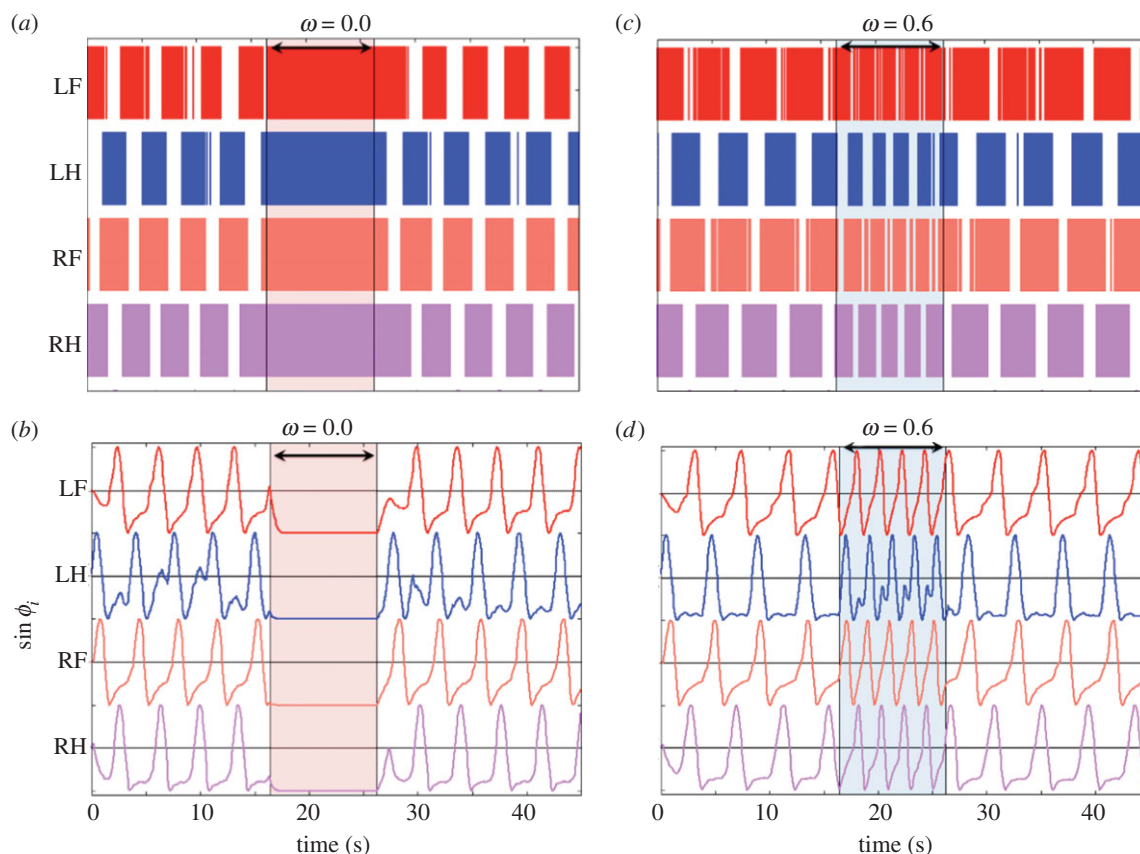 (a)
ω = 0.0
LF
LH
RF
RH
(c)
ω = 0.6
(b)
ω = 0.0
LF
LH
RF
RH
sin ϕi
0
10
20
30
40
time (s)
(d)
ω = 0.6
0
10
20
30
40
time (s)